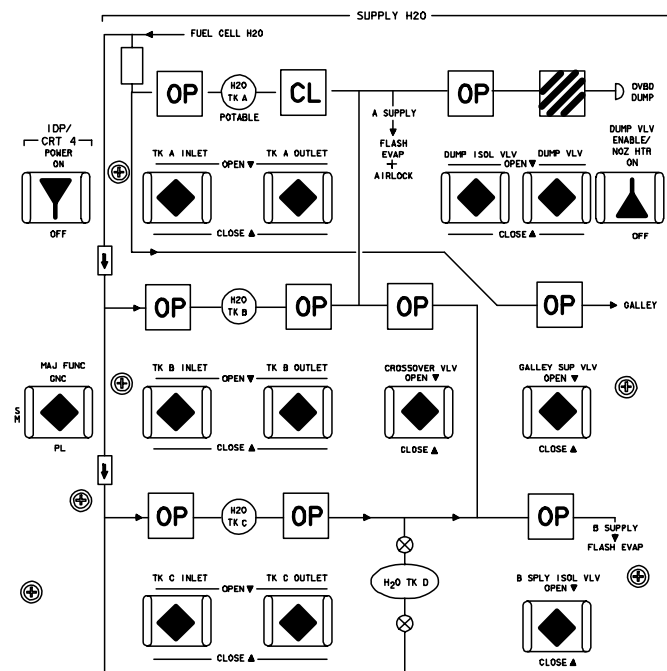 SUPPLY H2O
FUEL CELL H2O
OP
H2O
TK A
POTABLE
CL
A SUPPLY
FLASH
EVAP
+
AIRLOCK
OP
OVBD
DUMP
IDP/
CRT 4
POWER
ON
OFF
TK A INLET
OPEN
TK A OUTLET
CLOSE
DUMP ISOL VLV
OPEN
DUMP VLV
CLOSE
DUMP VLV
ENABLE/
NOZ HTR
ON
OFF
OP
H2O
TK B
OP
OP
OP
GALLEY
MAJ FUNC
GNC
SM
PL
TK B INLET
OPEN
TK B OUTLET
CLOSE
CROSSOVER VLV
OPEN
CLOSE
GALLEY SUP VLV
OPEN
CLOSE
OP
H2O
TK C
OP
OP
B SUPPLY
FLASH EVAP
TK C INLET
OPEN
TK C OUTLET
CLOSE
H2O TK D
B SPLY ISOL VLV
OPEN
CLOSE